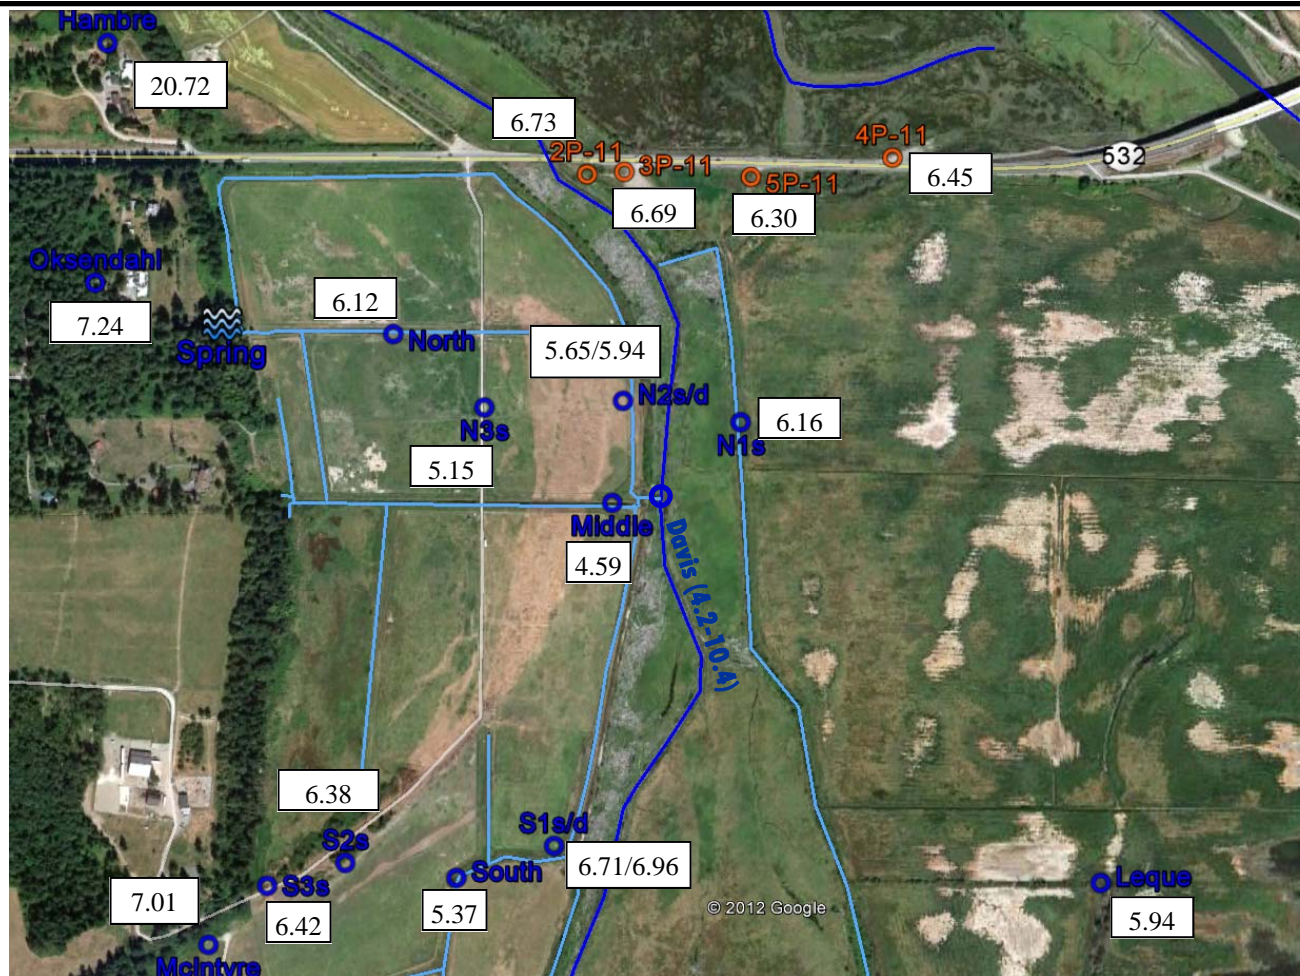 Hambre
20.72
6.73
2P-11
3P-11
4P-11
532
5P-11
6.45
6.69
6.30
Oksendahl
7.24
6.12
Spring
North
5.65/5.94
N2s/d
N3s
6.16
N1s
5.15
Middle
4.59
Davis (4.2-10.4)
6.38
S2s
S1s/d
S3s
South
6.71/6.96
Leque
7.01
6.42
5.37
© 2012 Google
5.94
McIntyre